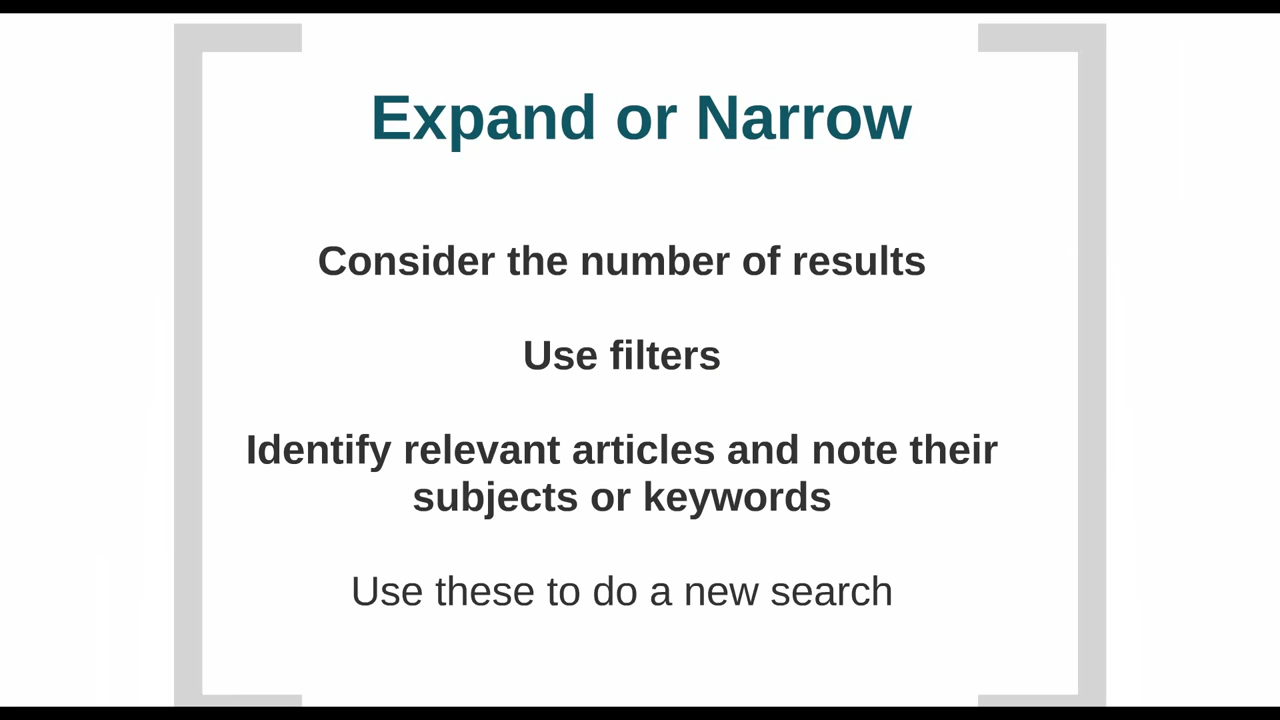 Expand or Narrow
Consider the number of results
Use filters
Identify relevant articles and note their
subjects or keywords
Use these to do a new search